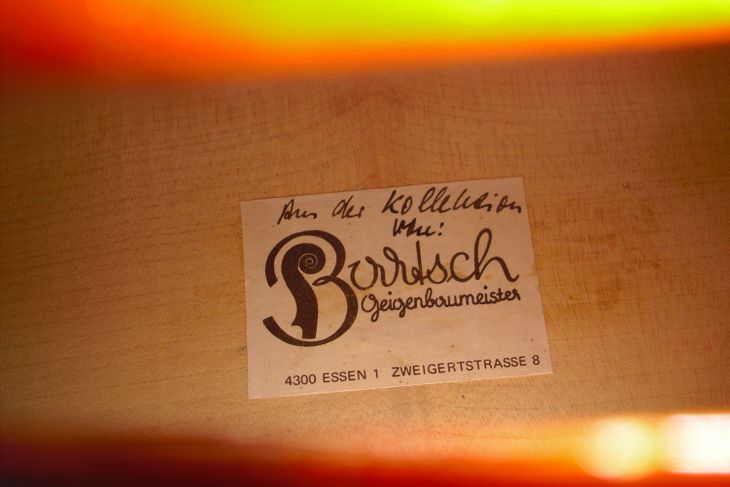 Aus der Kollektion
von:
Bartsch
Geigenbaumeister
4300 ESSEN 1 ZWEIGERTSTRASSE 8